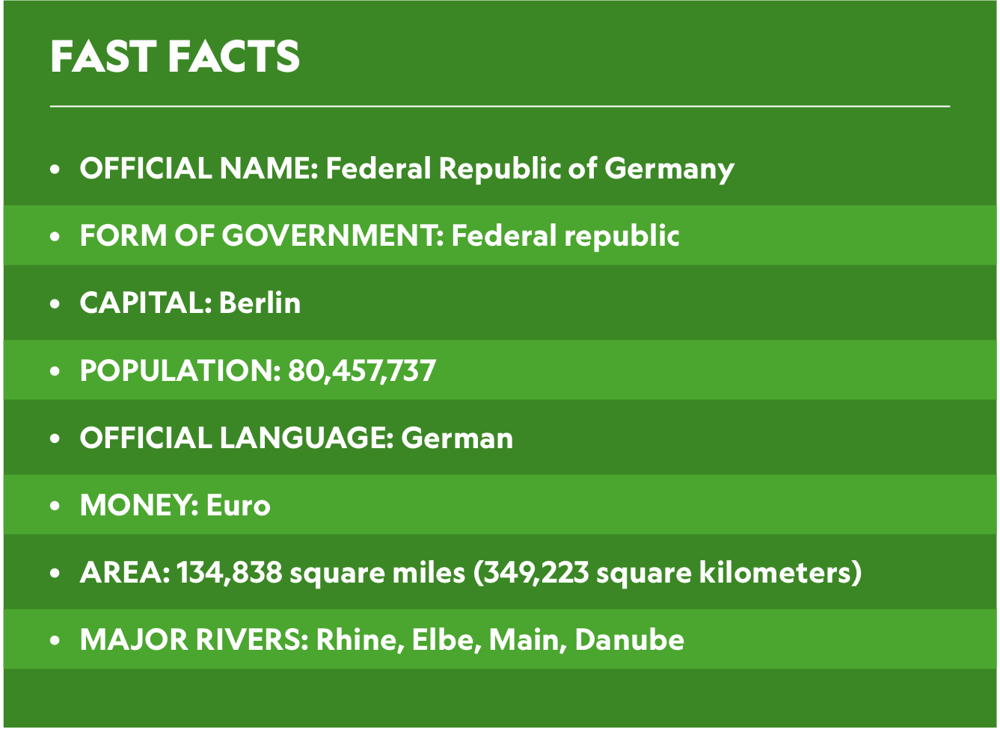 FAST FACTS
• OFFICIAL NAME: Federal Republic of Germany
• FORM OF GOVERNMENT: Federal republic
• CAPITAL: Berlin
• POPULATION: 80,457,737
• OFFICIAL LANGUAGE: German
• MONEY: Euro
• AREA: 134,838 square miles (349,223 square kilometers)
• MAJOR RIVERS: Rhine, Elbe, Main, Danube